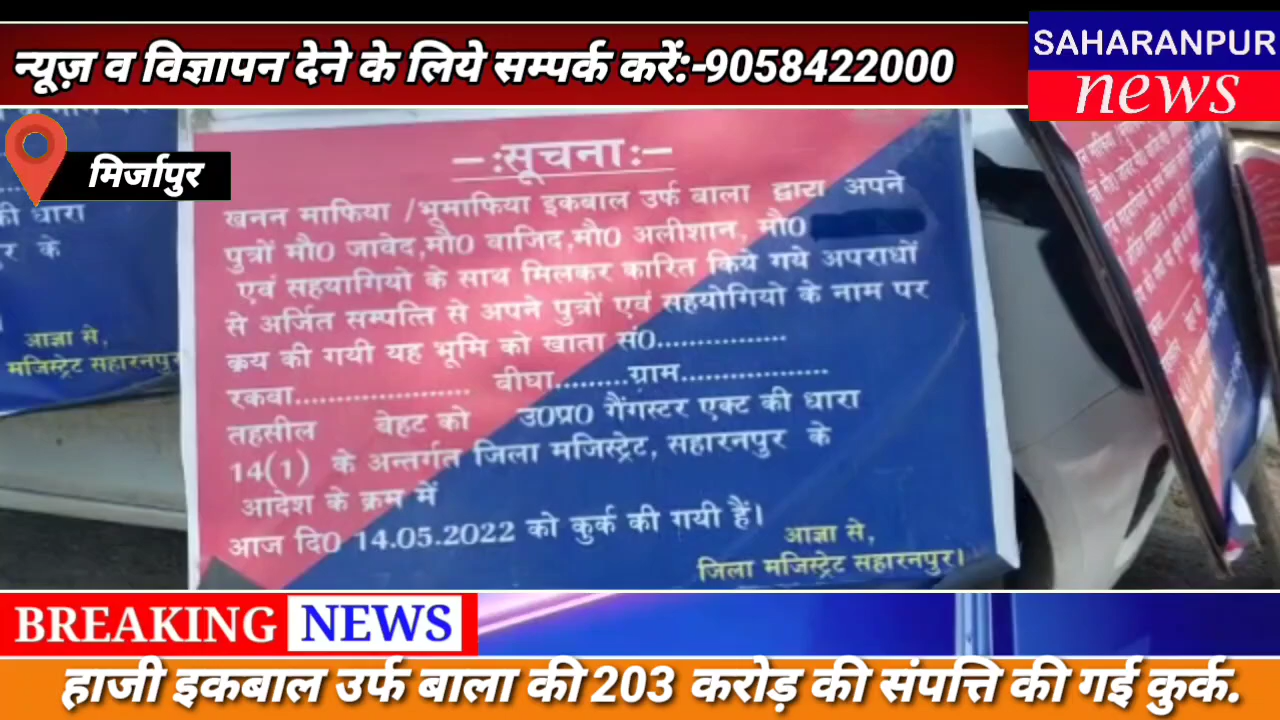 न्यूज़ व विज्ञापन देने के लिये सम्पर्क करें:-9058422000
SAHARANPUR
news
मिर्जापुर
की धारा
के
आज्ञा से,
मजिस्ट्रेट सहारनपुर
-:सूचनाः-
खनन माफिया /भूमाफिया इकबाल उर्फ बाला द्वारा अपने
पुत्रों मौ0 जावेद,मौ0 वाजिद,मौ0 अलीशान, मौ0
एवं सहयागियो के साथ मिलकर कारित किये गये अपराधों
से अर्जित सम्पत्ति से अपने पुत्रों एवं सहयोगियो के नाम पर
क्रय की गयी यह भूमि को खाता सं0................
रकवा..................... बीघा.........ग्राम.................
तहसील बेहट को उ0प्र0 गैंगस्टर एक्ट की धारा
14(1) के अन्तर्गत जिला मजिस्ट्रेट, सहारनपुर के
आदेश के क्रम में
आज दि0 14.05.2022 को कुर्क की गयी हैं।
आज्ञा से,
जिला मजिस्ट्रेट सहारनपुर।
BREAKING NEWS
हाजी इकबाल उर्फ बाला की 203 करोड़ की संपत्ति की गई कुर्क.